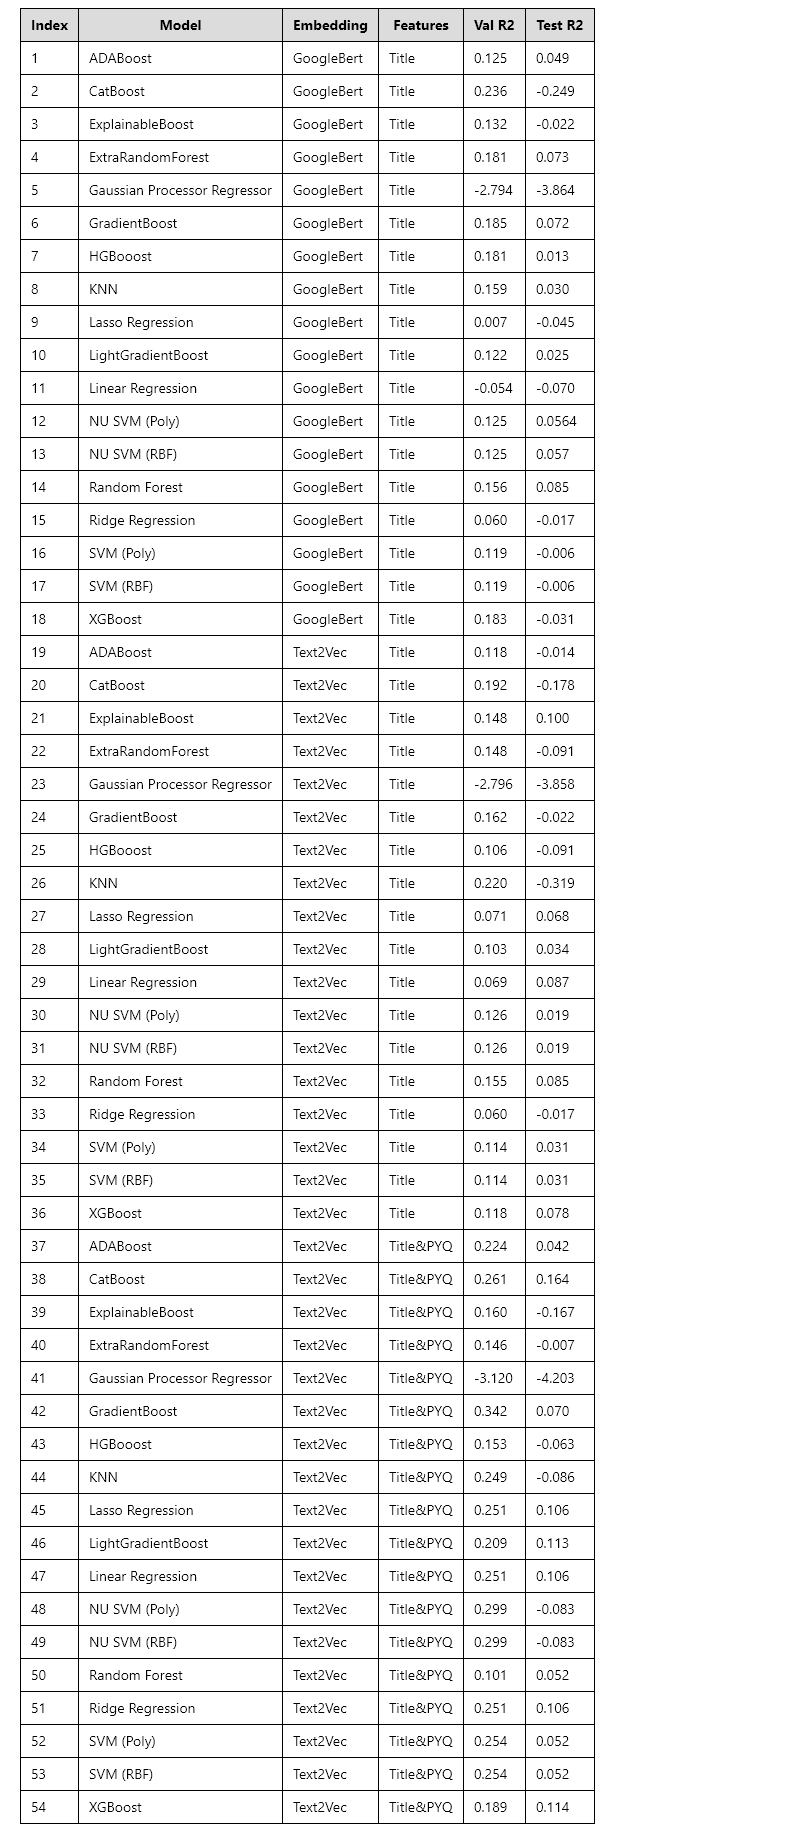 Index Model Embedding Features Val R2 Test R2
1 ADABoost GoogleBert Title 0.125 0.049
2 CatBoost GoogleBert Title 0.236 -0.249
3 ExplainableBoost GoogleBert Title 0.132 -0.022
4 ExtraRandomForest GoogleBert Title 0.181 0.073
5 Gaussian Processor Regressor GoogleBert Title -2.794 -3.864
6 GradientBoost GoogleBert Title 0.185 0.072
7 HGBooost GoogleBert Title 0.181 0.013
8 KNN GoogleBert Title 0.159 0.030
9 Lasso Regression GoogleBert Title 0.007 -0.045
10 LightGradientBoost GoogleBert Title 0.122 0.025
11 Linear Regression GoogleBert Title -0.054 -0.070
12 NU SVM (Poly) GoogleBert Title 0.125 0.0564
13 NU SVM (RBF) GoogleBert Title 0.125 0.057
14 Random Forest GoogleBert Title 0.156 0.085
15 Ridge Regression GoogleBert Title 0.060 -0.017
16 SVM (Poly) GoogleBert Title 0.119 -0.006
17 SVM (RBF) GoogleBert Title 0.119 -0.006
18 XGBoost GoogleBert Title 0.183 -0.031
19 ADABoost Text2Vec Title 0.118 -0.014
20 CatBoost Text2Vec Title 0.192 -0.178
21 ExplainableBoost Text2Vec Title 0.148 0.100
22 ExtraRandomForest Text2Vec Title 0.148 -0.091
23 Gaussian Processor Regressor Text2Vec Title -2.796 -3.858
24 GradientBoost Text2Vec Title 0.162 -0.022
25 HGBooost Text2Vec Title 0.106 -0.091
26 KNN Text2Vec Title 0.220 -0.319
27 Lasso Regression Text2Vec Title 0.071 0.068
28 LightGradientBoost Text2Vec Title 0.103 0.034
29 Linear Regression Text2Vec Title 0.069 0.087
30 NU SVM (Poly) Text2Vec Title 0.126 0.019
31 NU SVM (RBF) Text2Vec Title 0.126 0.019
32 Random Forest Text2Vec Title 0.155 0.085
33 Ridge Regression Text2Vec Title 0.060 -0.017
34 SVM (Poly) Text2Vec Title 0.114 0.031
35 SVM (RBF) Text2Vec Title 0.114 0.031
36 XGBoost Text2Vec Title 0.118 0.078
37 ADABoost Text2Vec Title&PYQ 0.224 0.042
38 CatBoost Text2Vec Title&PYQ 0.261 0.164
39 ExplainableBoost Text2Vec Title&PYQ 0.160 -0.167
40 ExtraRandomForest Text2Vec Title&PYQ 0.146 -0.007
41 Gaussian Processor Regressor Text2Vec Title&PYQ -3.120 -4.203
42 GradientBoost Text2Vec Title&PYQ 0.342 0.070
43 HGBooost Text2Vec Title&PYQ 0.153 -0.063
44 KNN Text2Vec Title&PYQ 0.249 -0.086
45 Lasso Regression Text2Vec Title&PYQ 0.251 0.106
46 LightGradientBoost Text2Vec Title&PYQ 0.209 0.113
47 Linear Regression Text2Vec Title&PYQ 0.251 0.106
48 NU SVM (Poly) Text2Vec Title&PYQ 0.299 -0.083
49 NU SVM (RBF) Text2Vec Title&PYQ 0.299 -0.083
50 Random Forest Text2Vec Title&PYQ 0.101 0.052
51 Ridge Regression Text2Vec Title&PYQ 0.251 0.106
52 SVM (Poly) Text2Vec Title&PYQ 0.254 0.052
53 SVM (RBF) Text2Vec Title&PYQ 0.254 0.052
54 XGBoost Text2Vec Title&PYQ 0.189 0.114